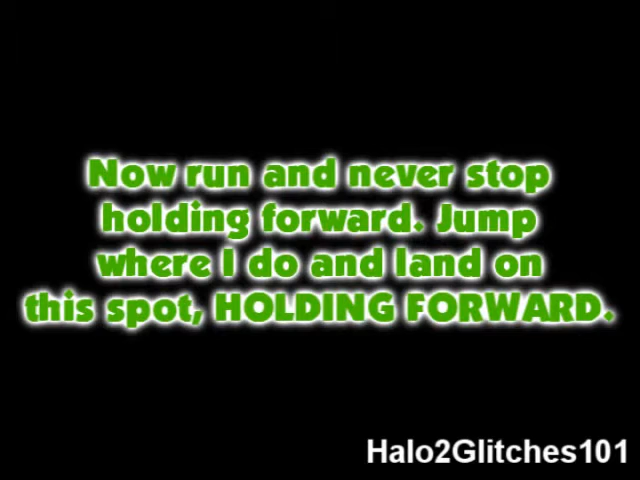 Now run and never stop
holding forward. Jump
where I do and land on
this spot, HOLDING FORWARD.
Halo2Glitches101